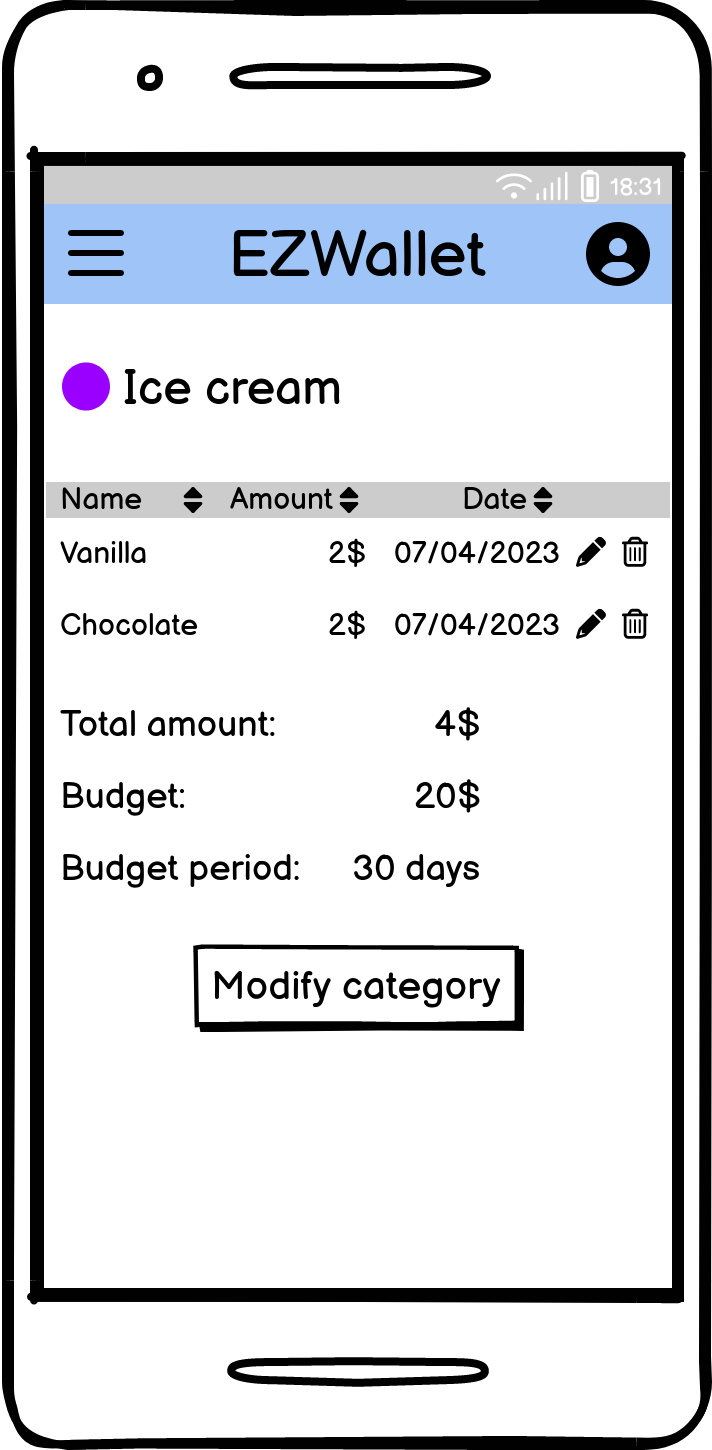 18:31
EZWallet
Ice cream
Name Amount Date
Vanilla 2$ 07/04/2023
Chocolate 2$ 07/04/2023
Total amount: 4$
Budget: 20$
Budget period: 30 days
Modify category